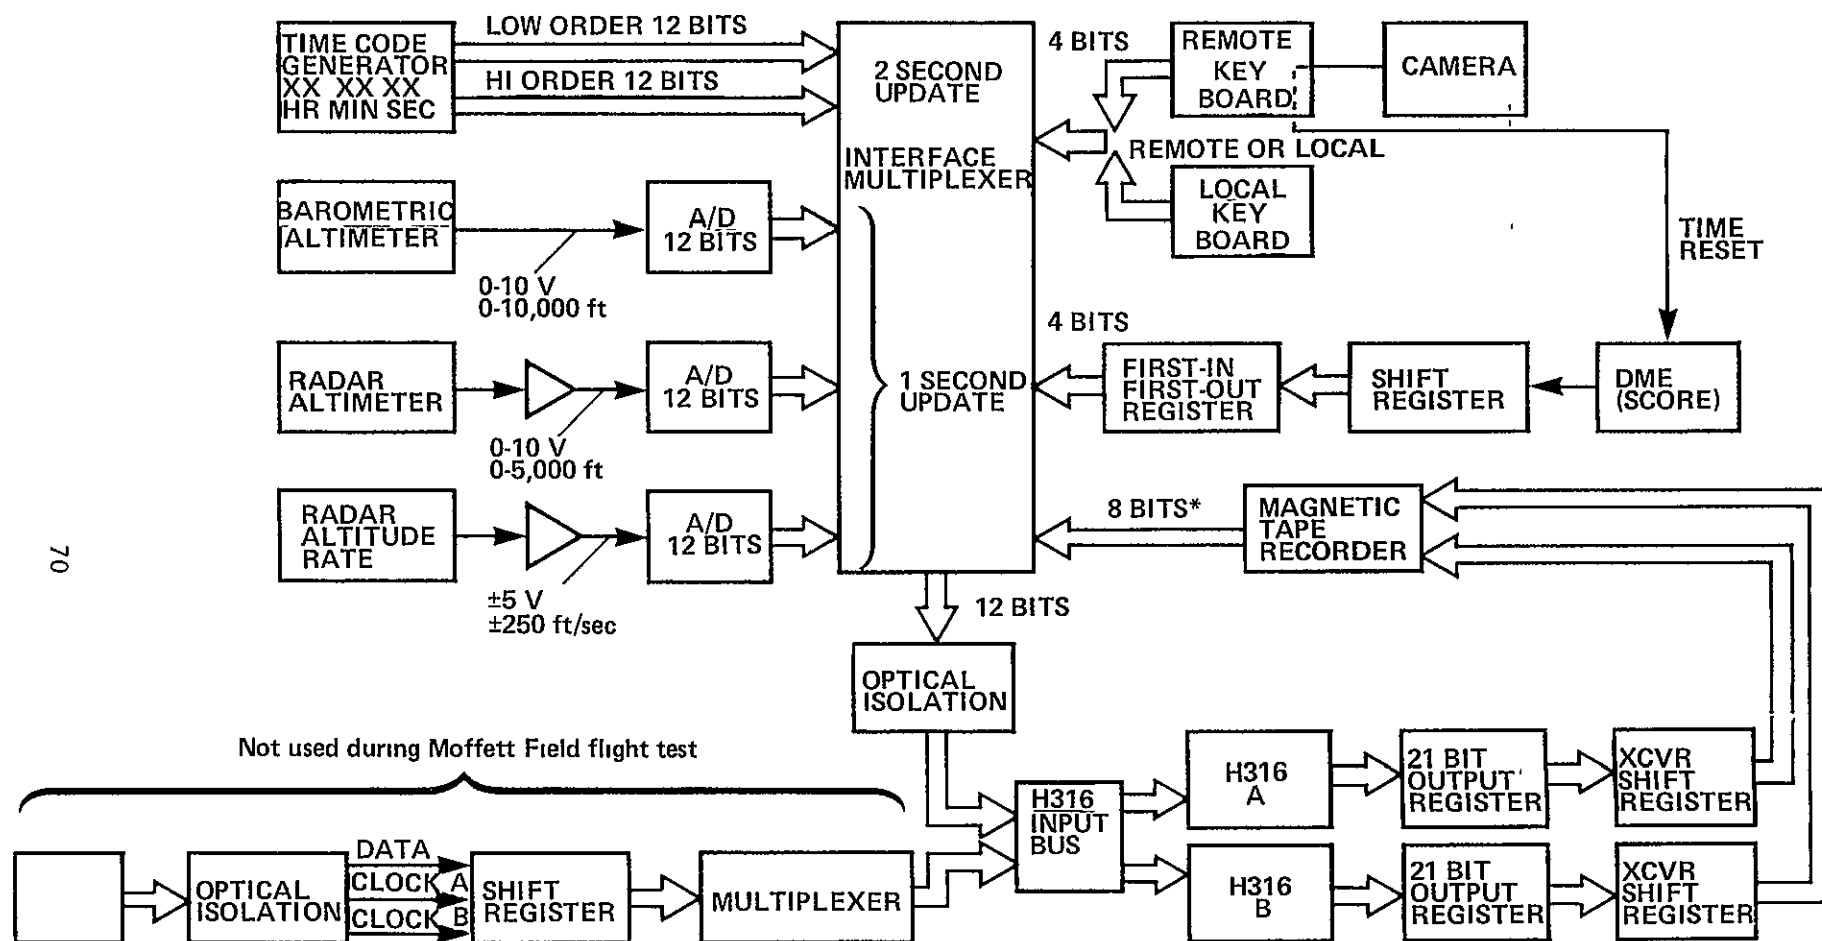 TIME CODE
GENERATOR
XX XX XX
HR MIN SEC
LOW ORDER 12 BITS
HI ORDER 12 BITS
2 SECOND
UPDATE
INTERFACE
MULTIPLEXER
1 SECOND
UPDATE
4 BITS
REMOTE
KEY
BOARD
CAMERA
REMOTE OR LOCAL
LOCAL
KEY
BOARD
TIME
RESET
BAROMETRIC
ALTIMETER
0-10 V
0-10,000 ft
A/D
12 BITS
RADAR
ALTIMETER
0-10 V
0-5,000 ft
A/D
12 BITS
4 BITS
FIRST-IN
FIRST-OUT
REGISTER
SHIFT
REGISTER
DME
(SCORE)
RADAR
ALTITUDE
RATE
±5 V
±250 ft/sec
A/D
12 BITS
8 BITS*
MAGNETIC
TAPE
RECORDER
70
12 BITS
OPTICAL
ISOLATION
Not used during Moffett Field flight test
OPTICAL
ISOLATION
DATA
CLOCK A
CLOCK B
SHIFT
REGISTER
MULTIPLEXER
H316
INPUT
BUS
H316
A
21 BIT
OUTPUT
REGISTER
XCVR
SHIFT
REGISTER
H316
B
21 BIT
OUTPUT
REGISTER
XCVR
SHIFT
REGISTER